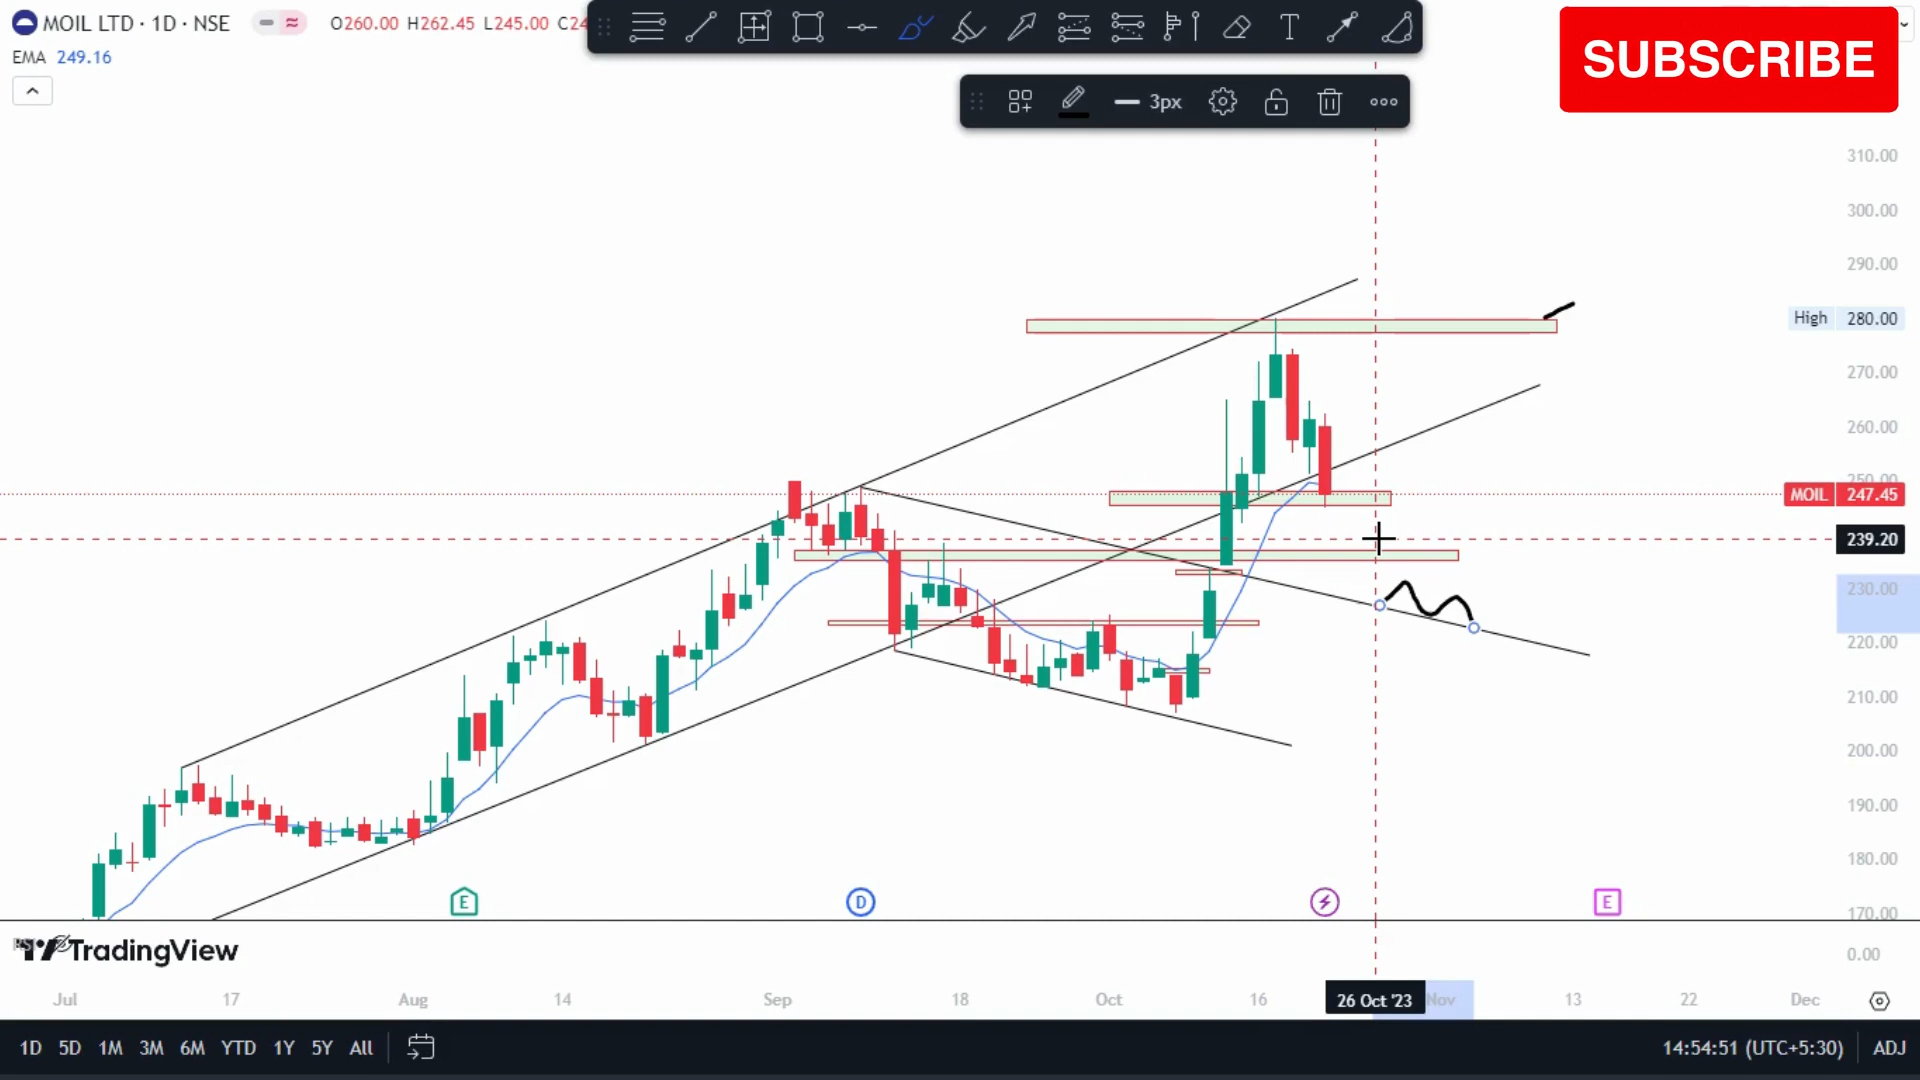 MOIL LTD · 1D · NSE
O260.00 H262.45 L245.00
EMA 249.16
T
3px
SUBSCRIBE
310.00
300.00
290.00
High 280.00
270.00
260.00
250.00
MOIL 247.45
239.20
230.00
220.00
210.00
200.00
190.00
180.00
170.00
E
D
E
TradingView
0.00
Jul
17
Aug
14
Sep
18
Oct
16
26 Oct '23
Nov
13
22
Dec
1D 5D 1M 3M 6M YTD 1Y 5Y All
14:54:51 (UTC+5:30)
ADJ